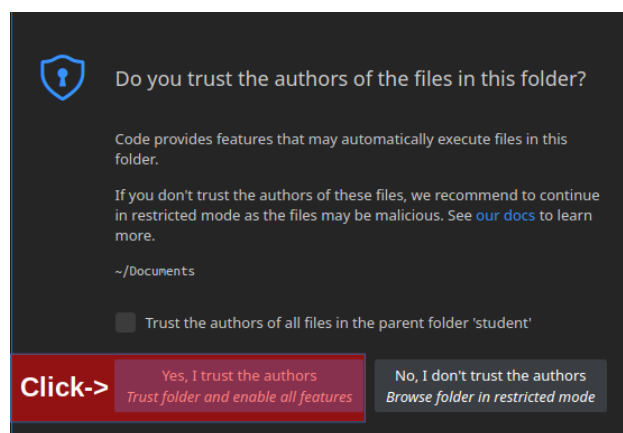 Do you trust the authors of the files in this folder?
Code provides features that may automatically execute files in this
folder.
If you don't trust the authors of these files, we recommend to continue
in restricted mode as the files may be malicious. See our docs to learn
more.
~/Documents
Trust the authors of all files in the parent folder 'student'
Click->
Yes, I trust the authors
Trust folder and enable all features
No, I don't trust the authors
Browse folder in restricted mode